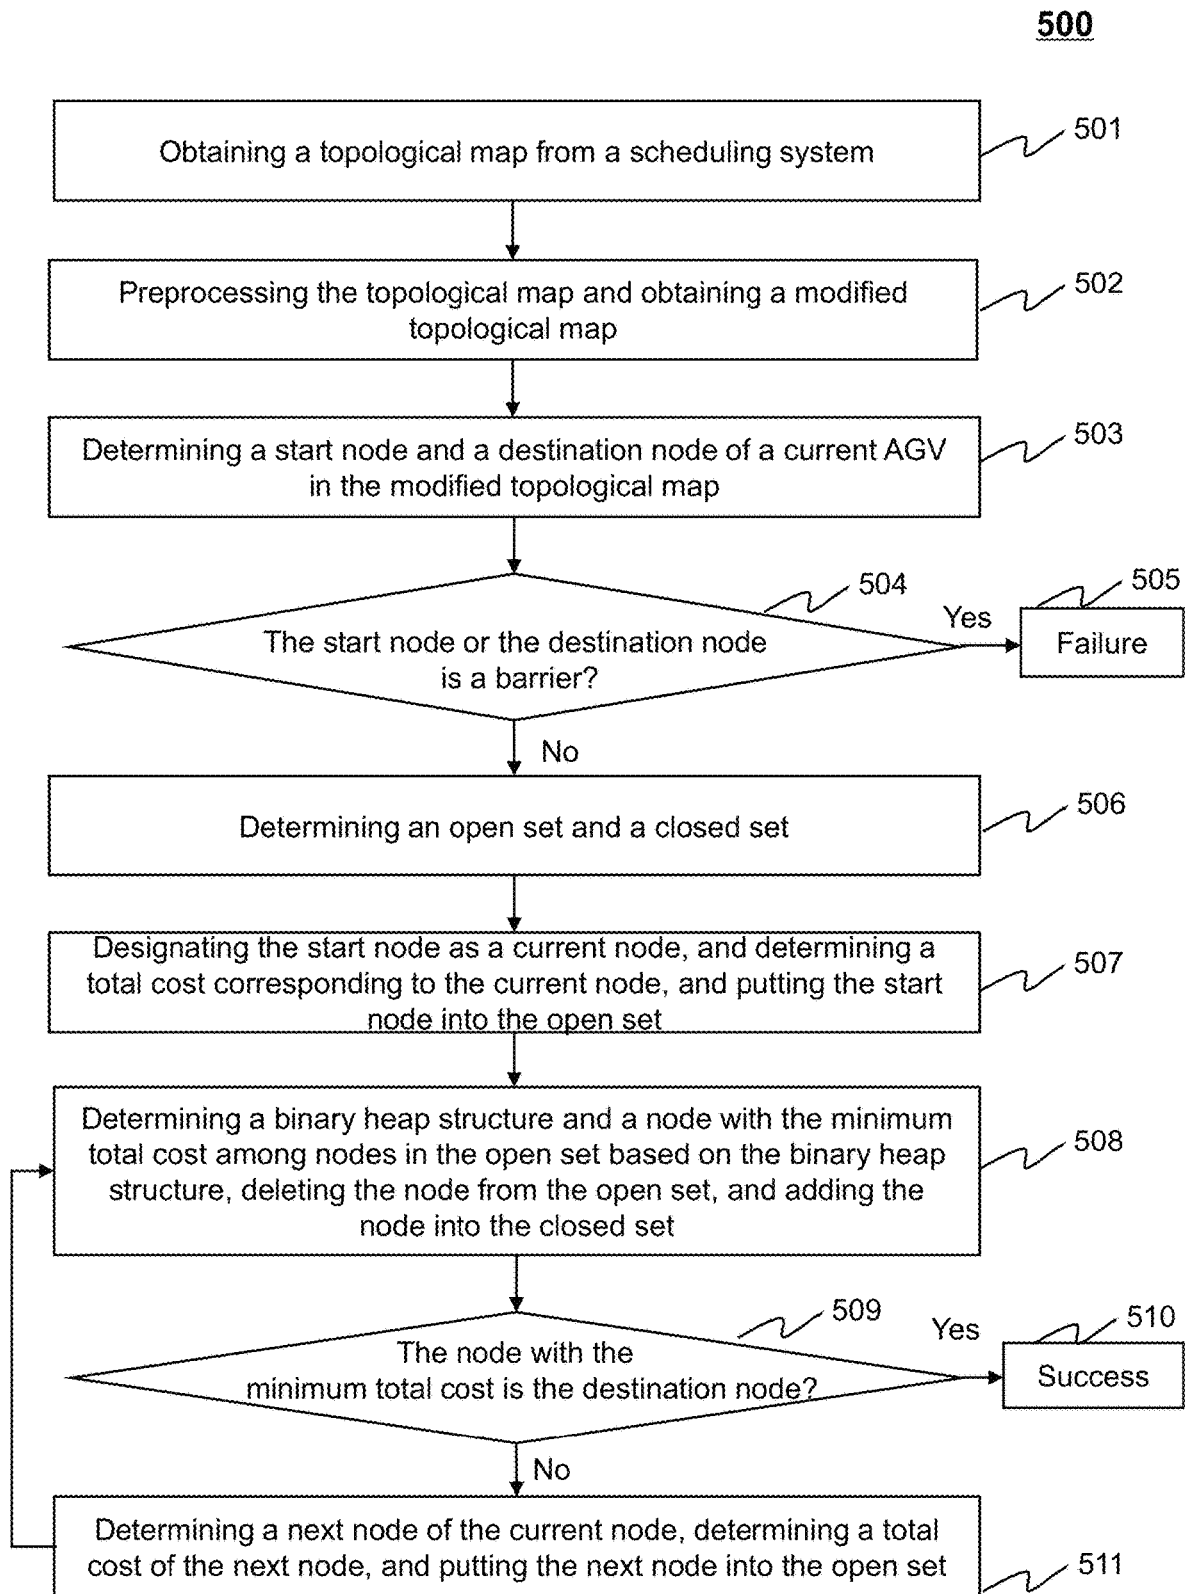 500
Obtaining a topological map from a scheduling system
501
Preprocessing the topological map and obtaining a modified
topological map
502
Determining a start node and a destination node of a current AGV
in the modified topological map
503
504
505
The start node or the destination node
is a barrier?
Yes
Failure
No
Determining an open set and a closed set
506
Designating the start node as a current node, and determining a
total cost corresponding to the current node, and putting the start
node into the open set
507
Determining a binary heap structure and a node with the minimum
total cost among nodes in the open set based on the binary heap
structure, deleting the node from the open set, and adding the
node into the closed set
508
509
510
The node with the
minimum total cost is the destination node?
Yes
Success
No
Determining a next node of the current node, determining a total
cost of the next node, and putting the next node into the open set
511